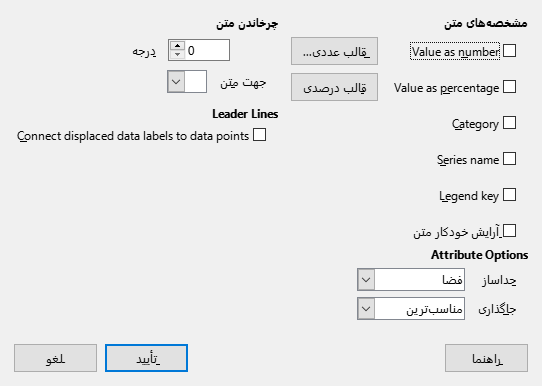 مشخصه‌های متن
Value as number
قالب عددی...
Value as percentage
قالب درصدی
Category
Series name
Legend key
آرایش خودکار متن
Attribute Options
جداساز
فضا
جاگذاری
مناسب‌ترین
چرخاندن متن
0
درجه
جهت متن
Leader Lines
Connect displaced data labels to data points
راهنما
تأیید
لغو